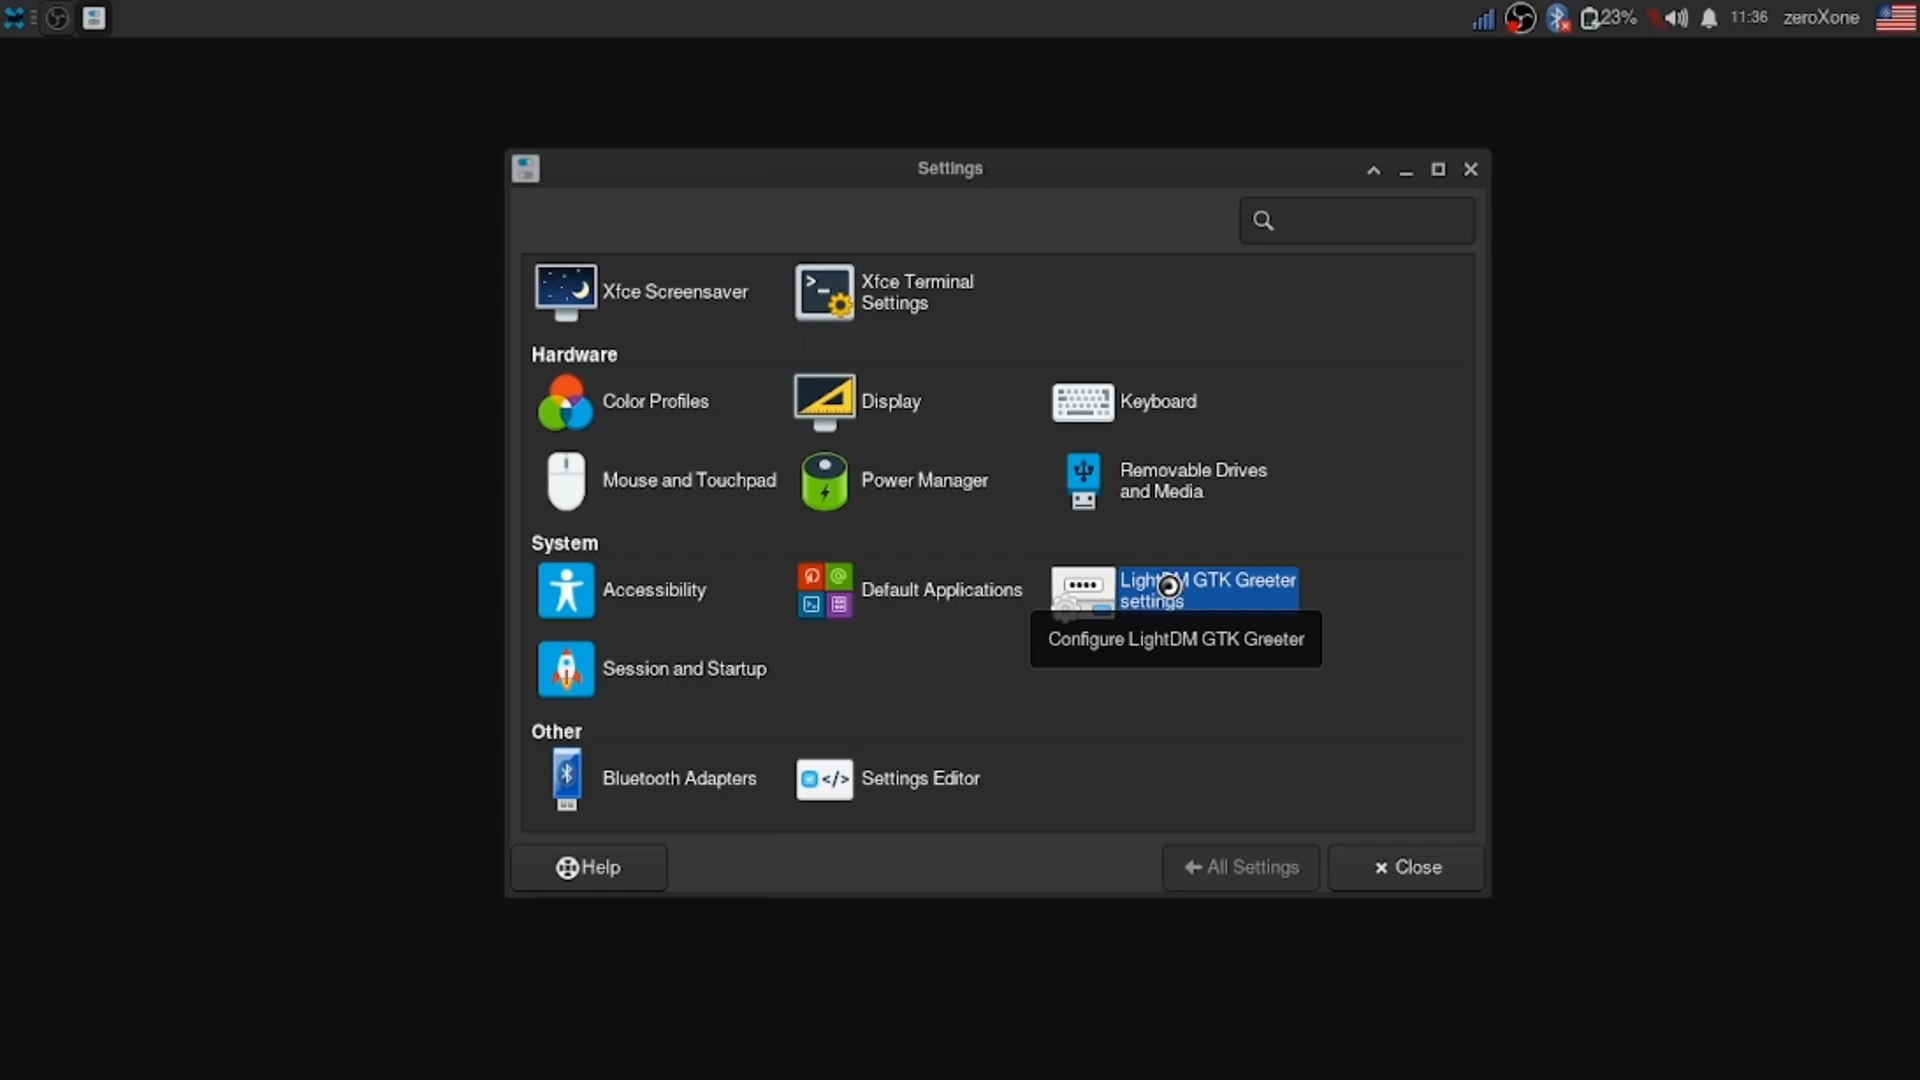 23%
11:36
zeroXone
Settings
Xfce Screensaver
Xfce Terminal
Settings
Hardware
Color Profiles
Display
Keyboard
Mouse and Touchpad
Power Manager
Removable Drives
and Media
System
Accessibility
Default Applications
LightDM GTK Greeter
settings
Configure LightDM GTK Greeter
Session and Startup
Other
Bluetooth Adapters
Settings Editor
Help
All Settings
Close